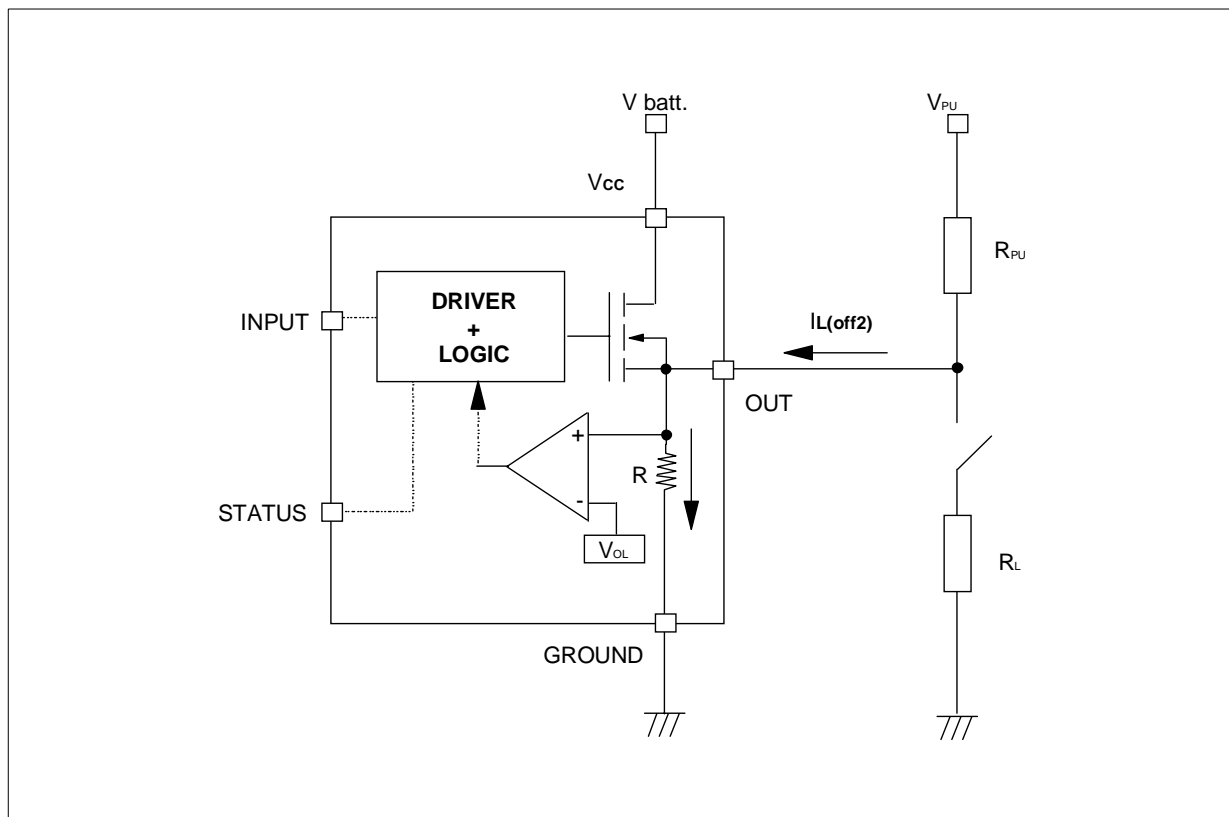 V batt.
VPU
Vcc
RPU
DRIVER
+
LOGIC
INPUT
IL(off2)
OUT
+
R
-
STATUS
VOL
RL
GROUND